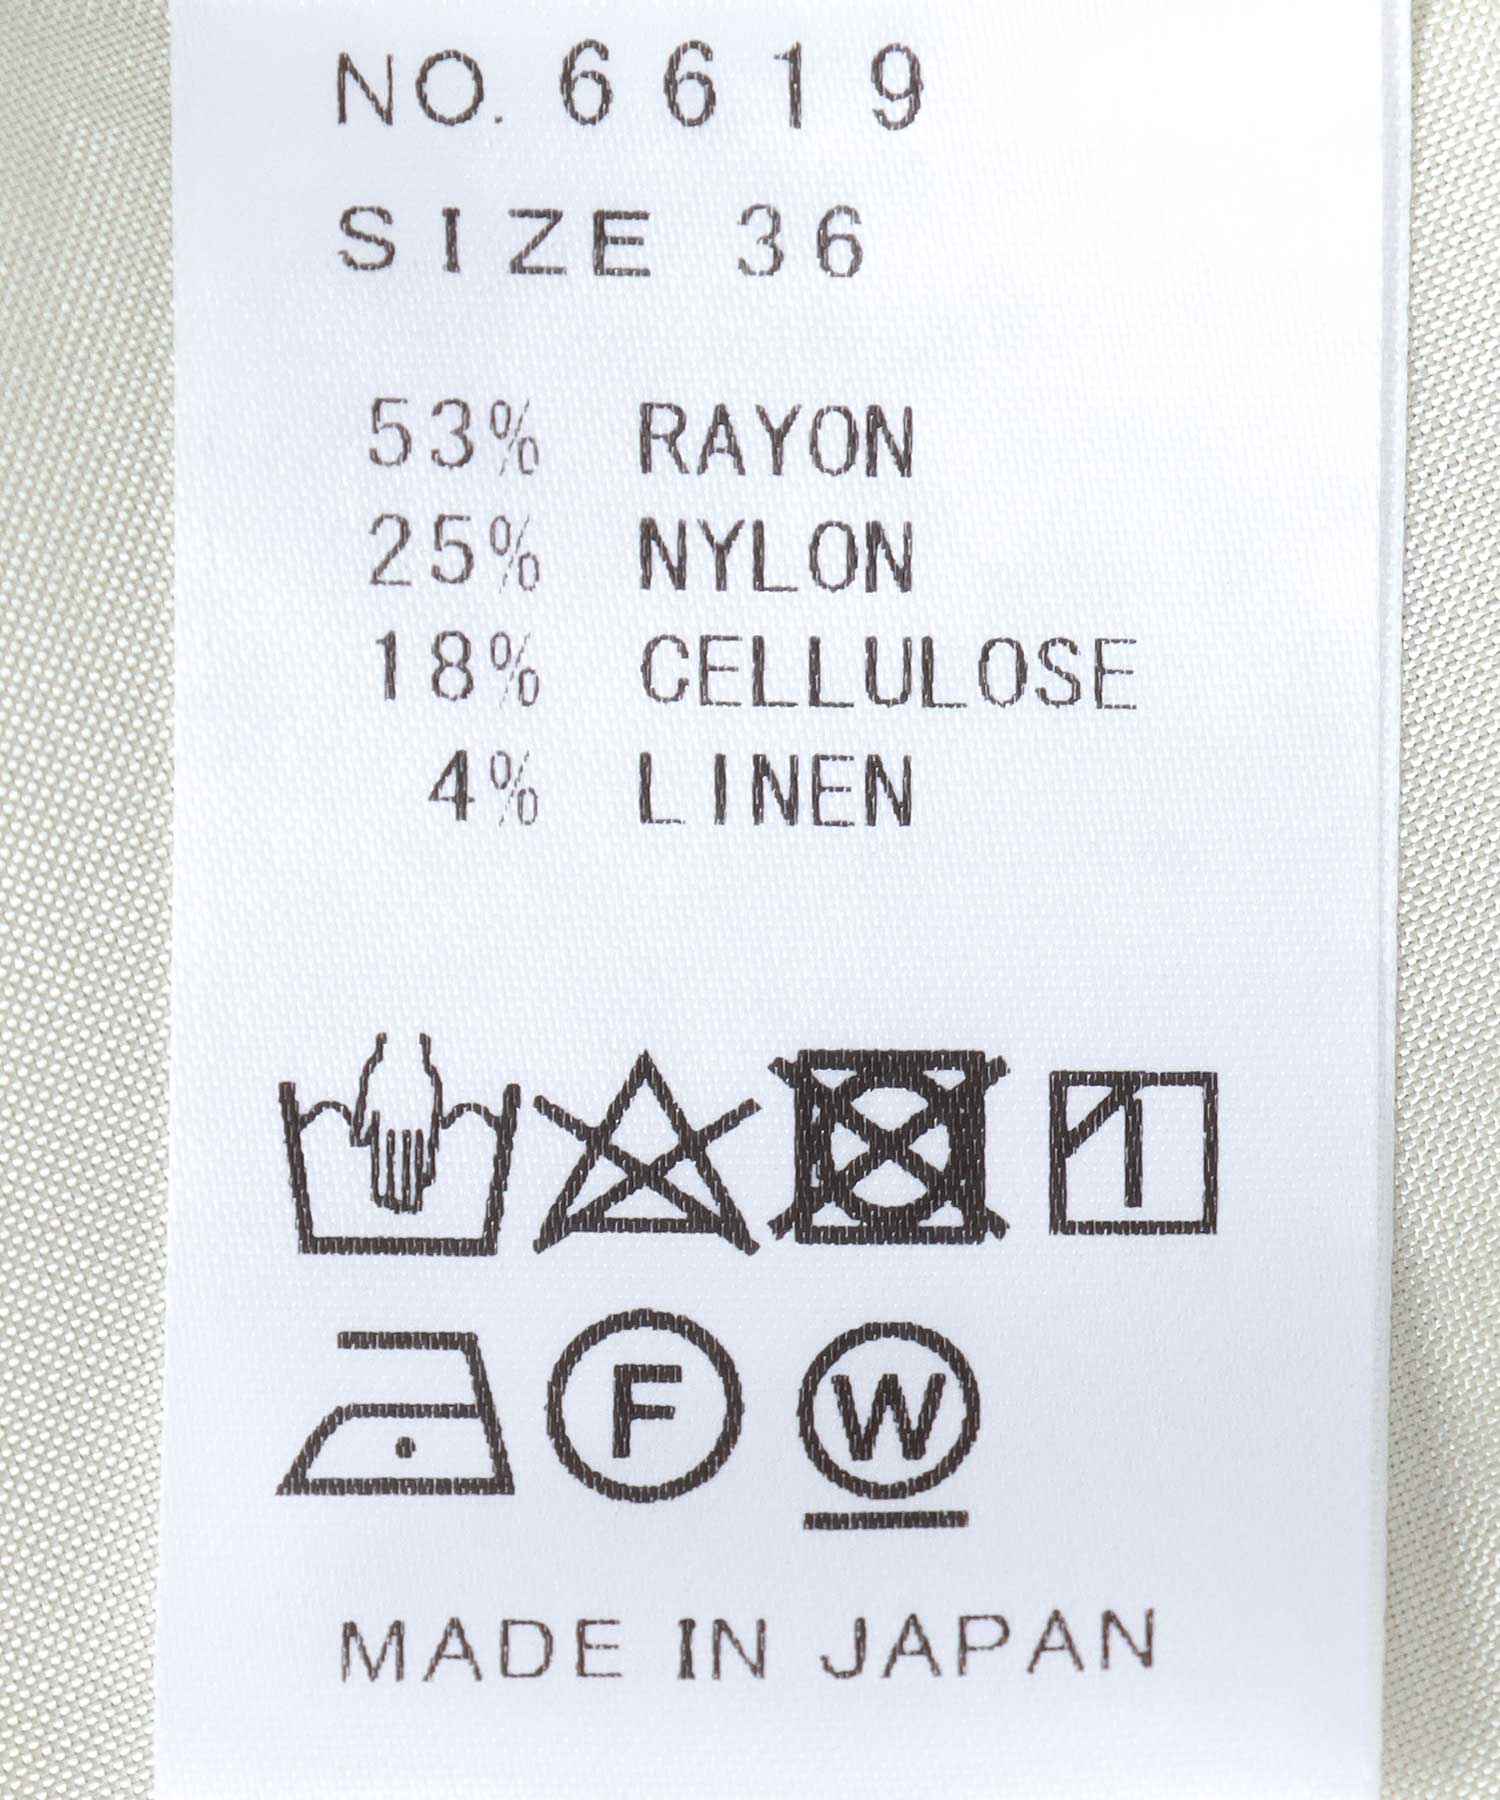 NO. 6619
SIZE 36
53% RAYON
25% NYLON
18% CELLULOSE
4% LINEN
F W
MADE IN JAPAN